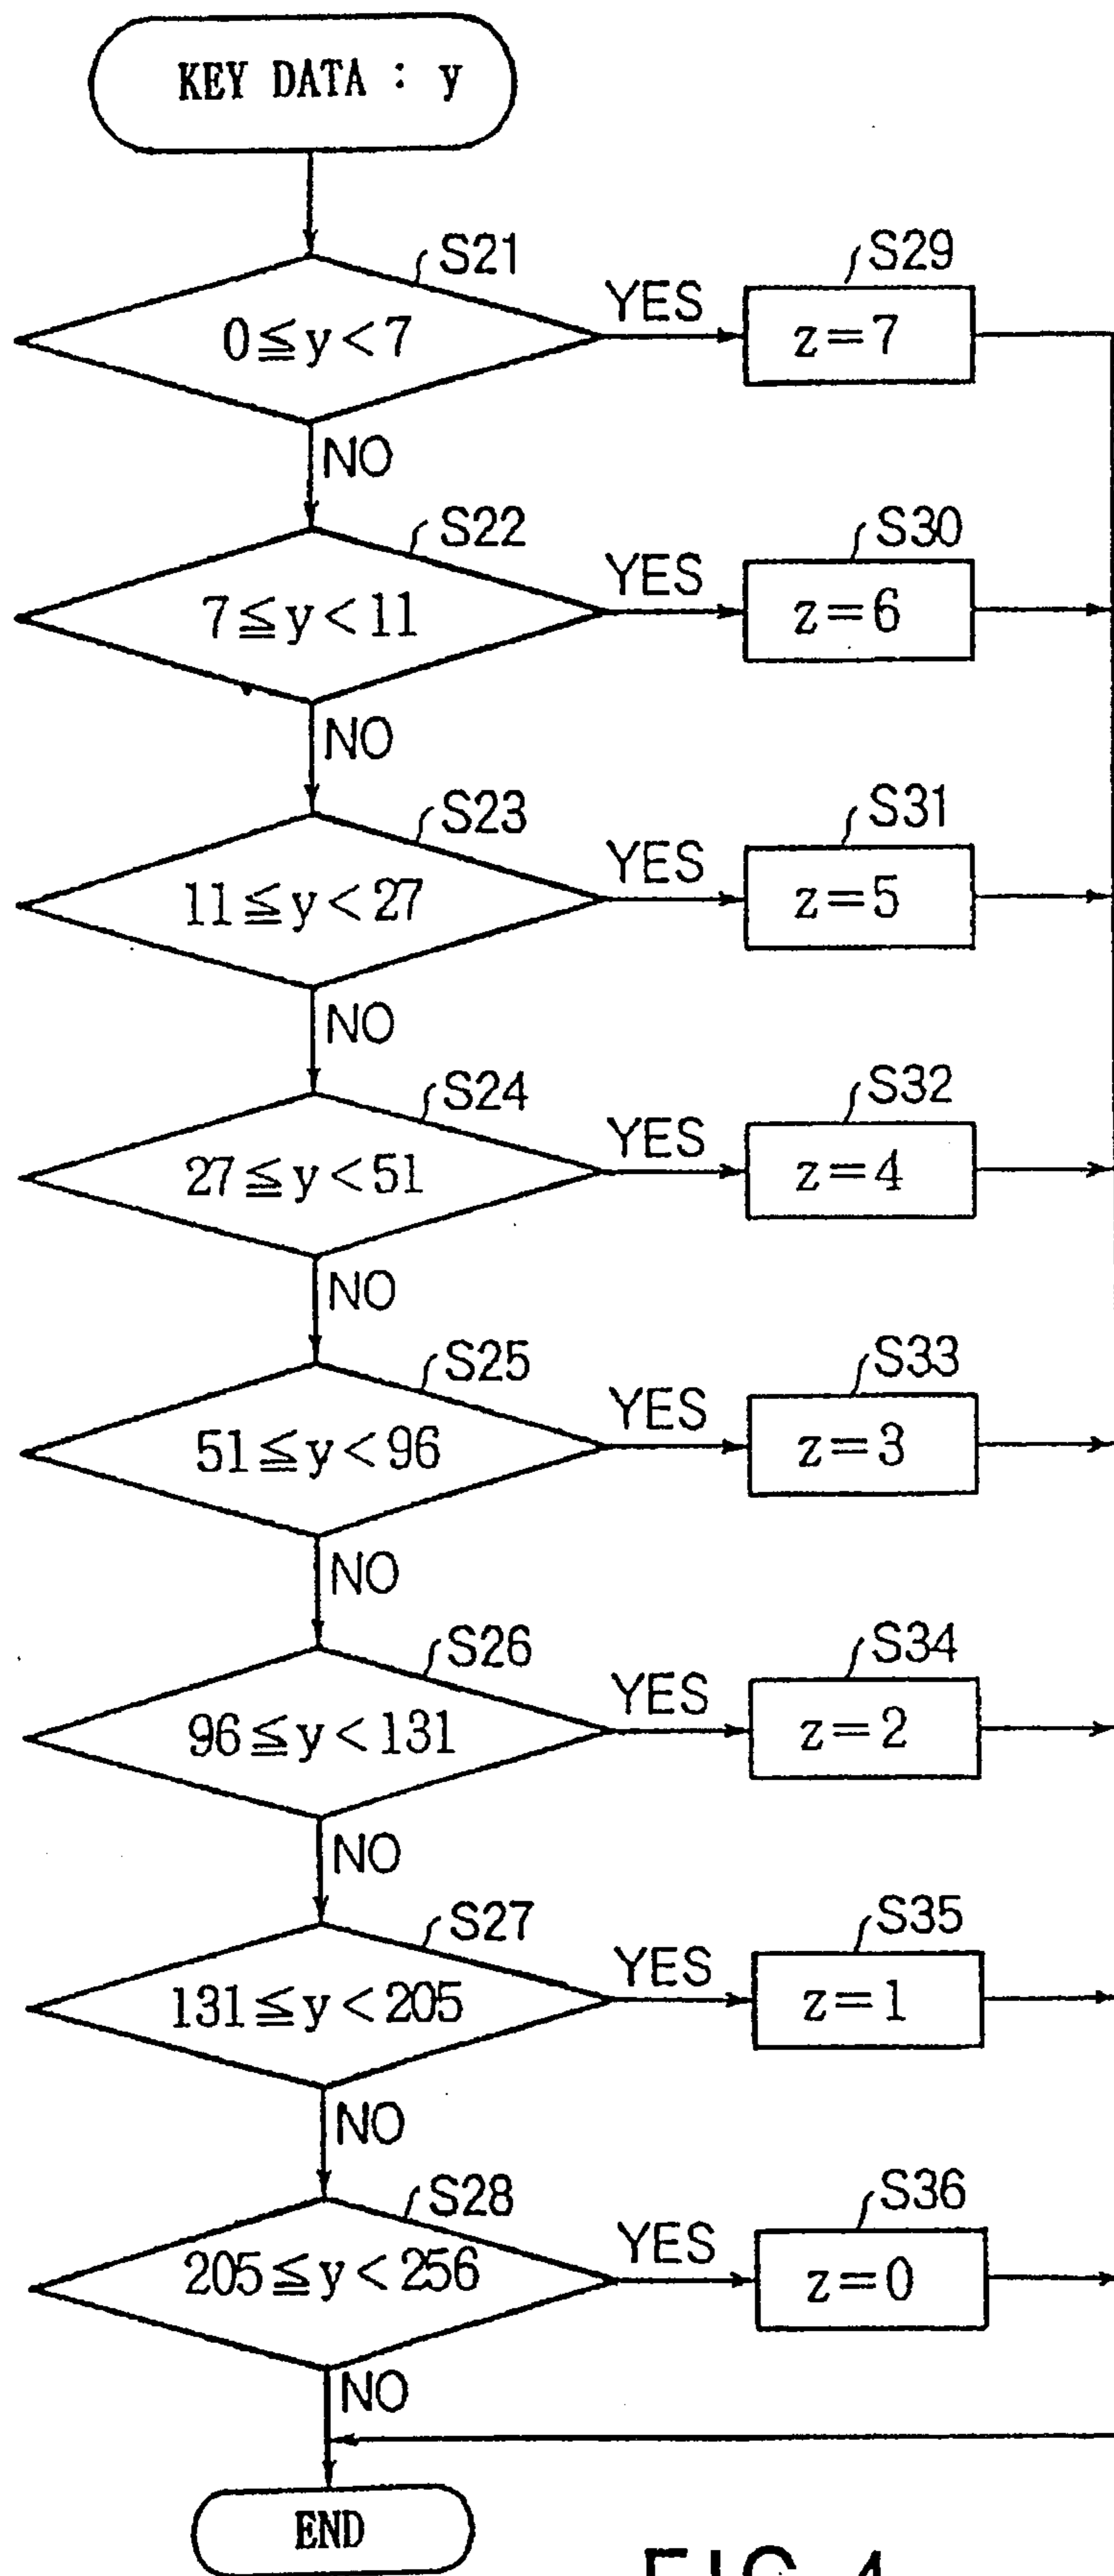 KEY DATA : y
S21
S29
0≦y<7
YES
z=7
NO
S22
S30
7≦y<11
YES
z=6
NO
S23
S31
11≦y<27
YES
z=5
NO
S24
S32
27≦y<51
YES
z=4
NO
S25
S33
51≦y<96
YES
z=3
NO
S26
S34
96≦y<131
YES
z=2
NO
S27
S35
131≦y<205
YES
z=1
NO
S28
S36
205≦y<256
YES
z=0
NO
END
FIG.4